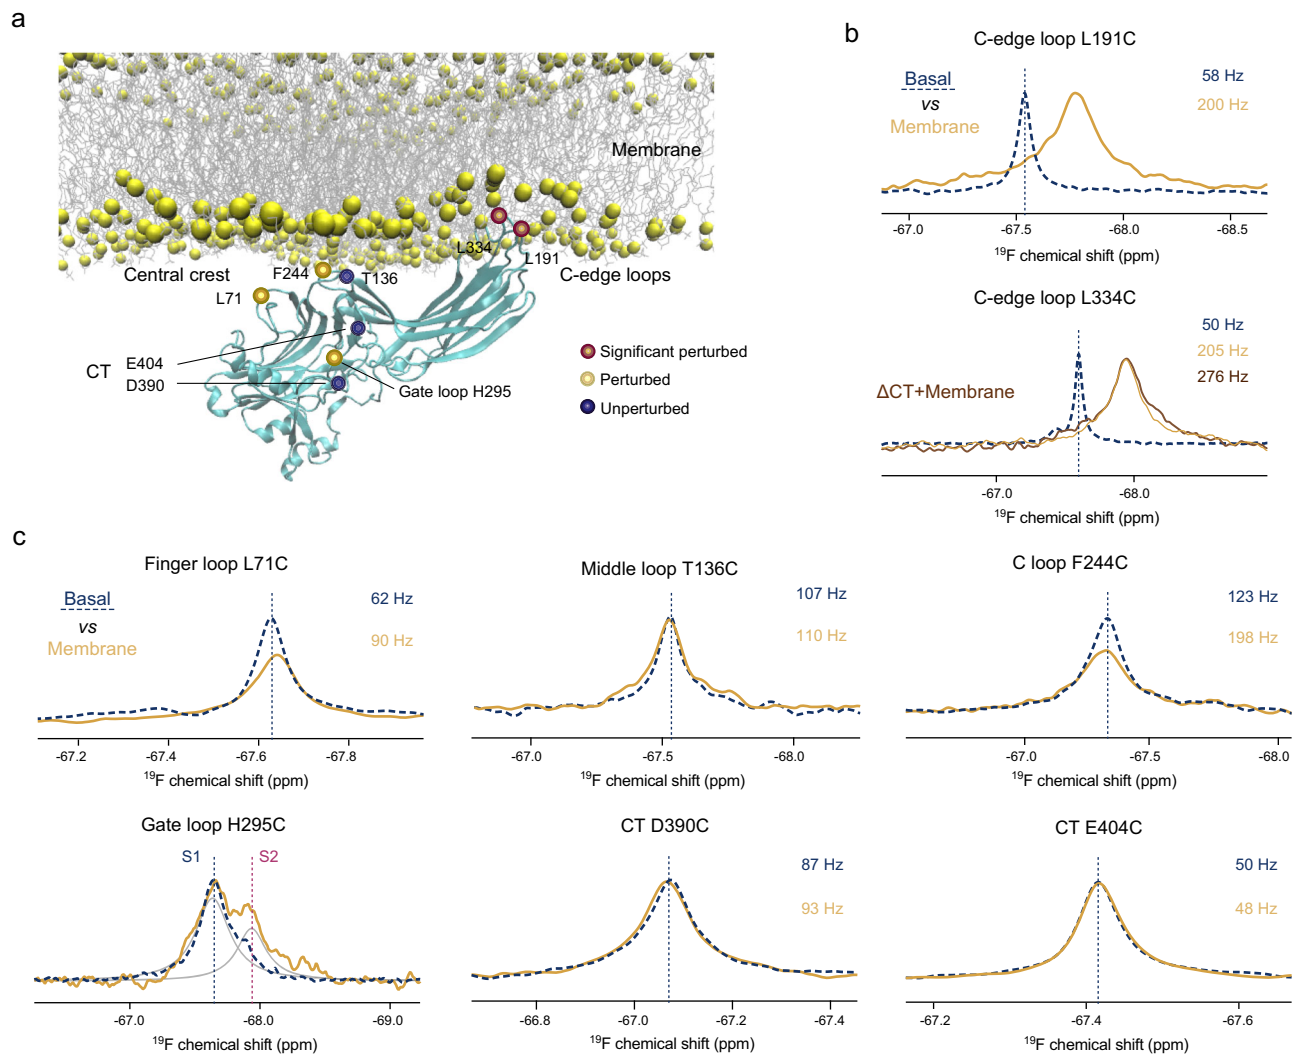 a
Membrane
Central crest
F244
T136
L334
L191
C-edge loops
L71
CT
E404
D390
Gate loop H295
Significant perturbed
Perturbed
Unperturbed
b
C-edge loop L191C
Basal
vs
Membrane
58 Hz
200 Hz
-67.0 -67.5 -68.0 -68.5
¹⁹F chemical shift (ppm)
C-edge loop L334C
50 Hz
205 Hz
276 Hz
ΔCT+Membrane
-67.0 -68.0
¹⁹F chemical shift (ppm)
c
Finger loop L71C
Basal
vs
Membrane
62 Hz
90 Hz
-67.2 -67.4 -67.6 -67.8
¹⁹F chemical shift (ppm)
Middle loop T136C
107 Hz
110 Hz
-67.0 -67.5 -68.0
¹⁹F chemical shift (ppm)
C loop F244C
123 Hz
198 Hz
-67.0 -67.5 -68.0
¹⁹F chemical shift (ppm)
Gate loop H295C
S1 S2
-67.0 -68.0 -69.0
¹⁹F chemical shift (ppm)
CT D390C
87 Hz
93 Hz
-66.8 -67.0 -67.2 -67.4
¹⁹F chemical shift (ppm)
CT E404C
50 Hz
48 Hz
-67.2 -67.4 -67.6
¹⁹F chemical shift (ppm)